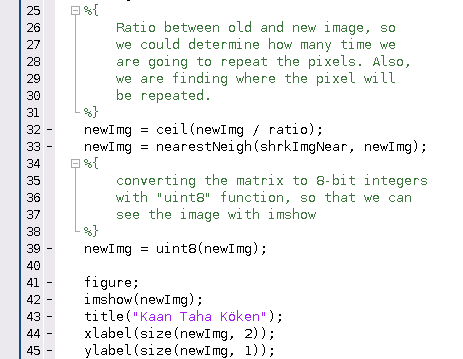 25 %{
26 Ratio between old and new image, so
27 we could determine how many time we
28 are going to repeat the pixels. Also,
29 we are finding where the pixel will
30 be repeated.
31 %}
32 - newImg = ceil(newImg / ratio);
33 - newImg = nearestNeigh(shrkImgNear, newImg);
34 %{
35 converting the matrix to 8-bit integers
36 with "uint8" function, so that we can
37 see the image with imshow
38 %}
39 - newImg = uint8(newImg);
40
41 - figure;
42 - imshow(newImg);
43 - title("Kaan Taha Köken");
44 - xlabel(size(newImg, 2));
45 - ylabel(size(newImg, 1));